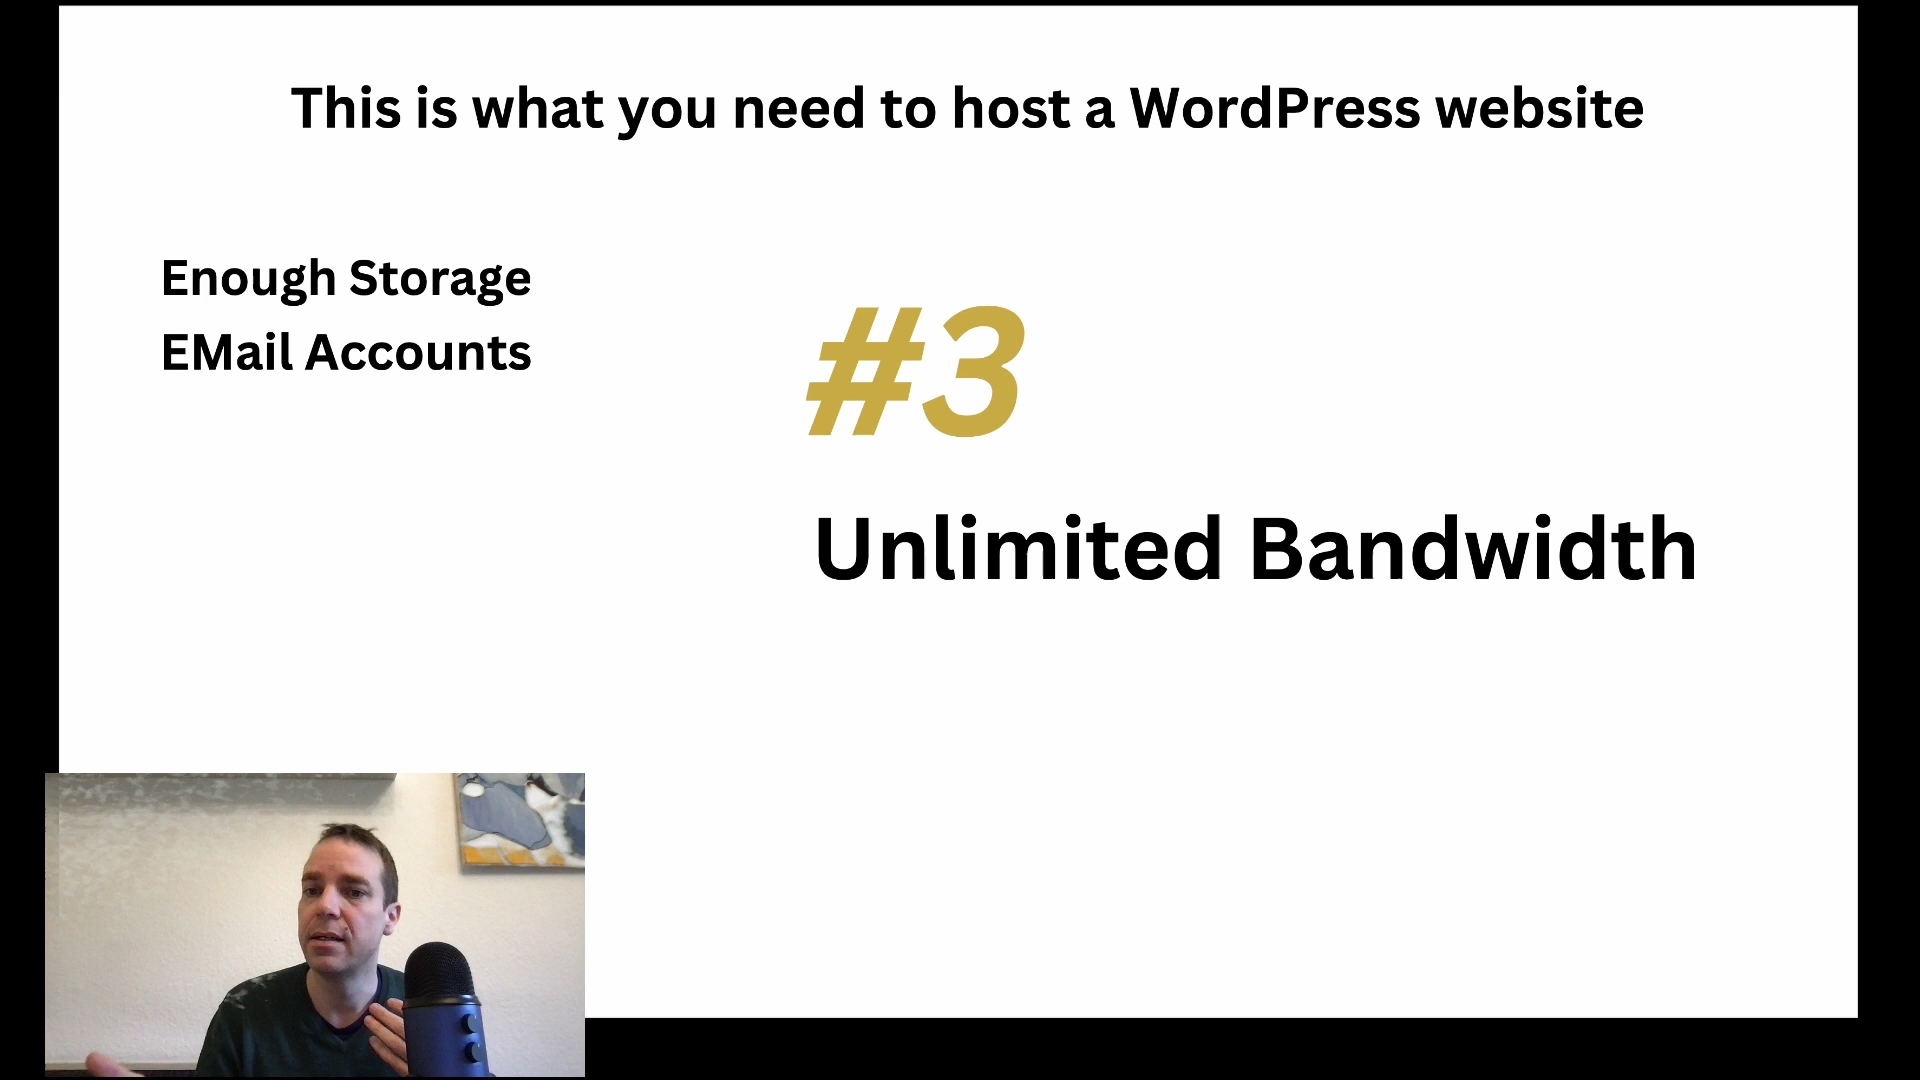 This is what you need to host a WordPress website
Enough Storage
EMail Accounts
#3
Unlimited Bandwidth